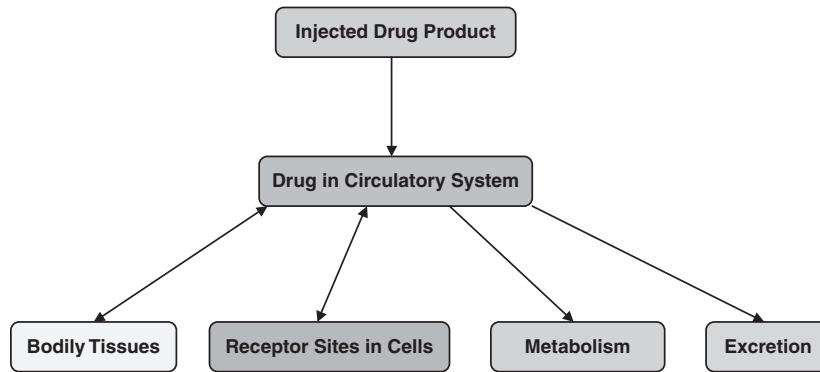 Injected Drug Product
Drug in Circulatory System
Bodily Tissues
Receptor Sites in Cells
Metabolism
Excretion